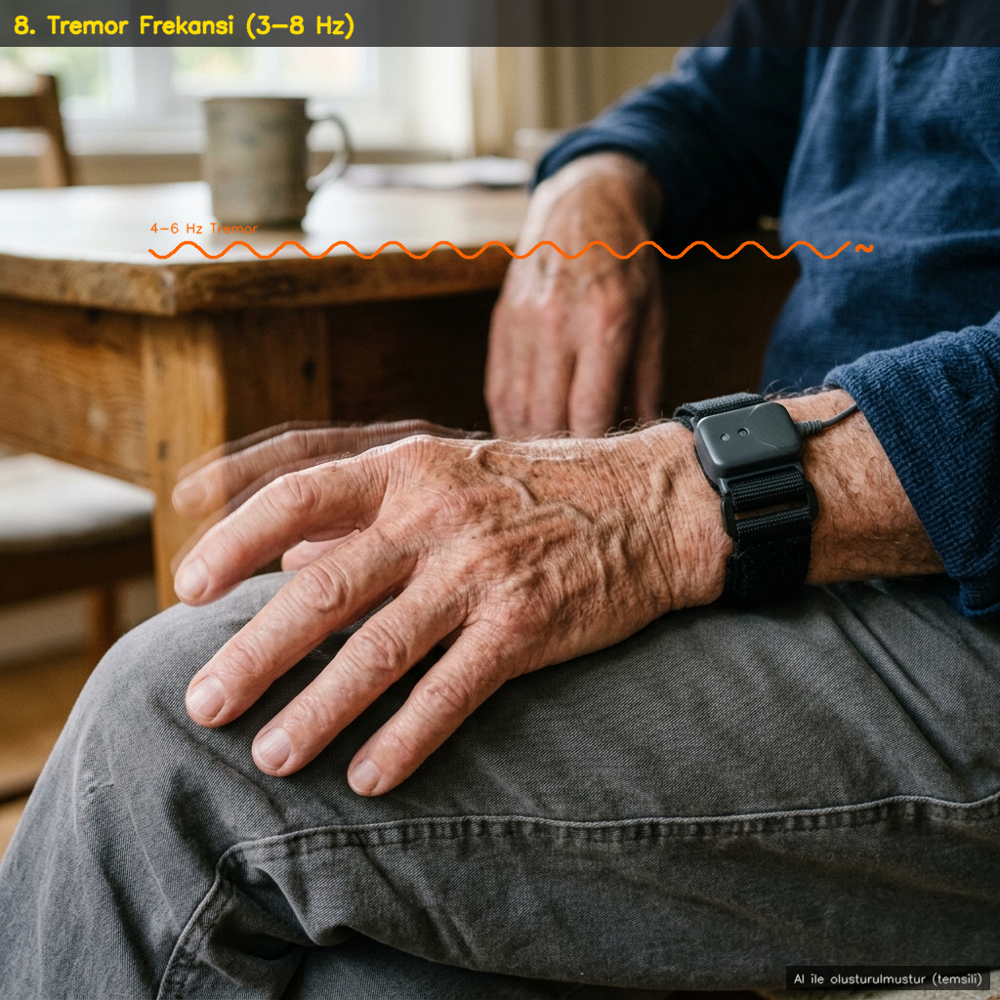 8. Tremor Frekansi (3-8 Hz)
4-6 Hz Tremor
AI ile olusturulmustur (temsili)